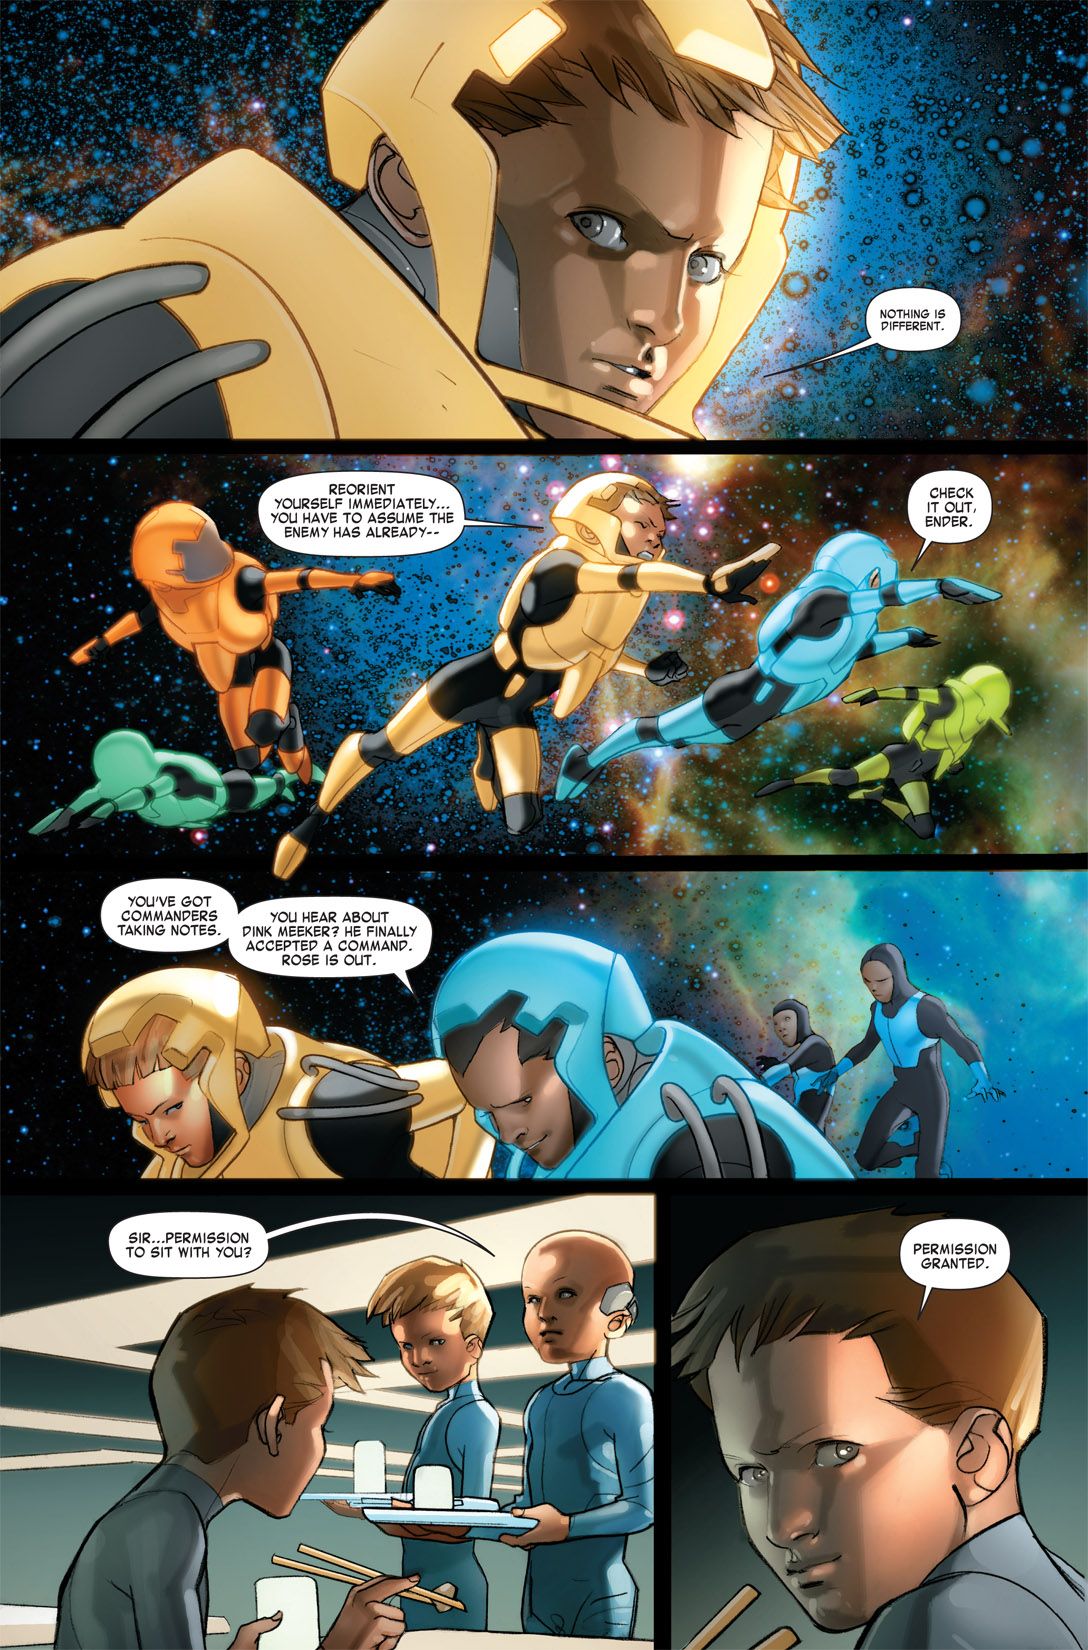 NOTHING IS
DIFFERENT.
REORIENT
YOURSELF IMMEDIATELY...
YOU HAVE TO ASSUME THE
ENEMY HAS ALREADY--
CHECK
IT OUT,
ENDER.
YOU'VE GOT
COMMANDERS
TAKING NOTES.
YOU HEAR ABOUT
DINK MEEKER? HE FINALLY
ACCEPTED A COMMAND.
ROSE IS OUT.
SIR...PERMISSION
TO SIT WITH YOU?
PERMISSION
GRANTED.